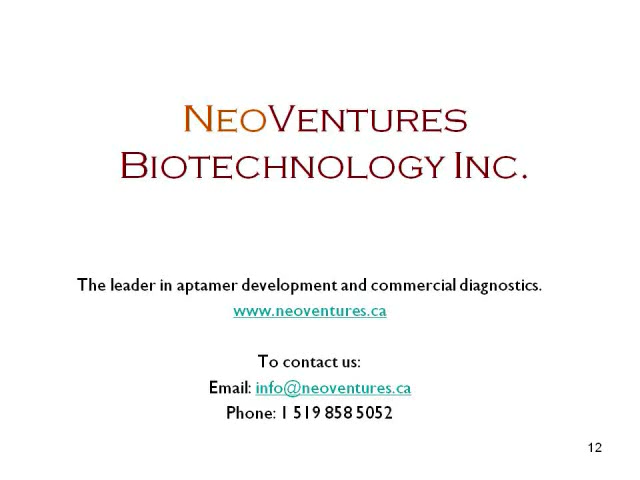 NEOVENTURES
BIOTECHNOLOGY INC.
The leader in aptamer development and commercial diagnostics.
www.neoventures.ca
To contact us:
Email: info@neoventures.ca
Phone: 1 519 858 5052
12